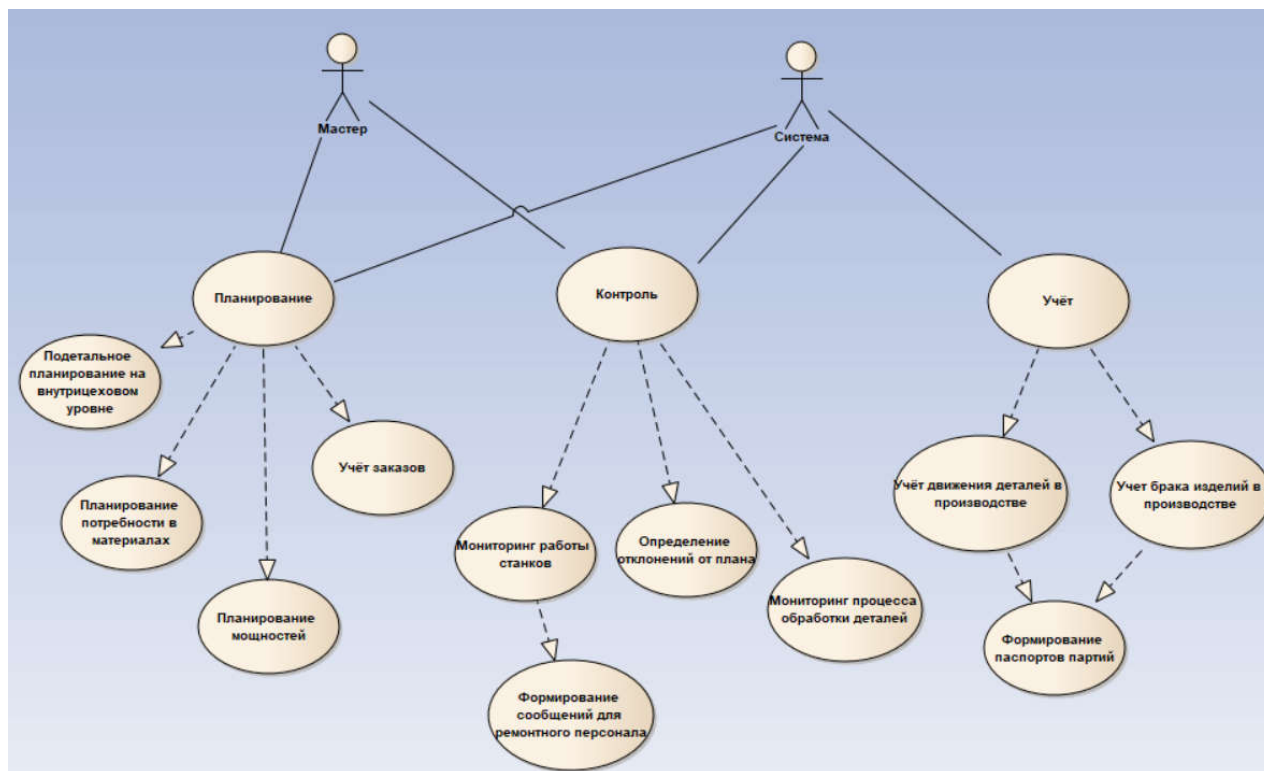 Мастер
Система
Планирование
Контроль
Учёт
Подетальное
планирование на
внутрицеховом
уровне
Учёт заказов
Планирование
потребности в
материалах
Планирование
мощностей
Мониторинг работы
станков
Определение
отклонений от плана
Мониторинг процесса
обработки деталей
Формирование
сообщений для
ремонтного персонала
Учёт движения деталей в
производстве
Учет брака изделий в
производстве
Формирование
паспортов партий